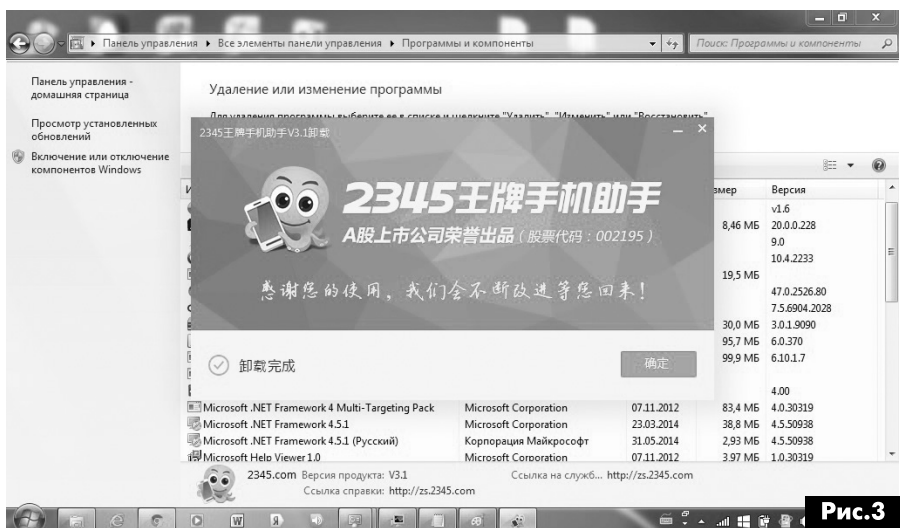 Панель управления ▸ Все элементы панели управления ▸ Программы и компоненты
Поиск: Программы и компоненты
Панель управления - домашняя страница
Просмотр установленных обновлений
Включение или отключение компонентов Windows
Удаление или изменение программы
Для удаления программы выберите ее в списке и щелкните "Удалить", "Изменить" или "Восстановить".
2345王牌手机助手V3.1卸载
2345王牌手机助手
A股上市公司荣誉出品(股票代码:002195)
感谢您的使用,我们会不断改进等您回来!
卸载完成
确定
Версия
v1.6
8,46 МБ 20.0.0.228
9.0
10.4.2233
19,5 МБ
47.0.2526.80
7.5.6904.2028
30,0 МБ 3.0.1.9090
95,7 МБ 6.0.370
99,9 МБ 6.10.1.7
4.00
Microsoft .NET Framework 4 Multi-Targeting Pack Microsoft Corporation 07.11.2012 83,4 МБ 4.0.30319
Microsoft .NET Framework 4.5.1 Microsoft Corporation 23.03.2014 38,8 МБ 4.5.50938
Microsoft .NET Framework 4.5.1 (Русский) Корпорация Майкрософт 31.05.2014 2,93 МБ 4.5.50938
Microsoft Help Viewer 1.0 Microsoft Corporation 07.11.2012 3,97 МБ 1.0.30319
2345.com Версия продукта: V3.1 Ссылка на служб... http://zs.2345.com
Ссылка справки: http://zs.2345.com
Рис.3